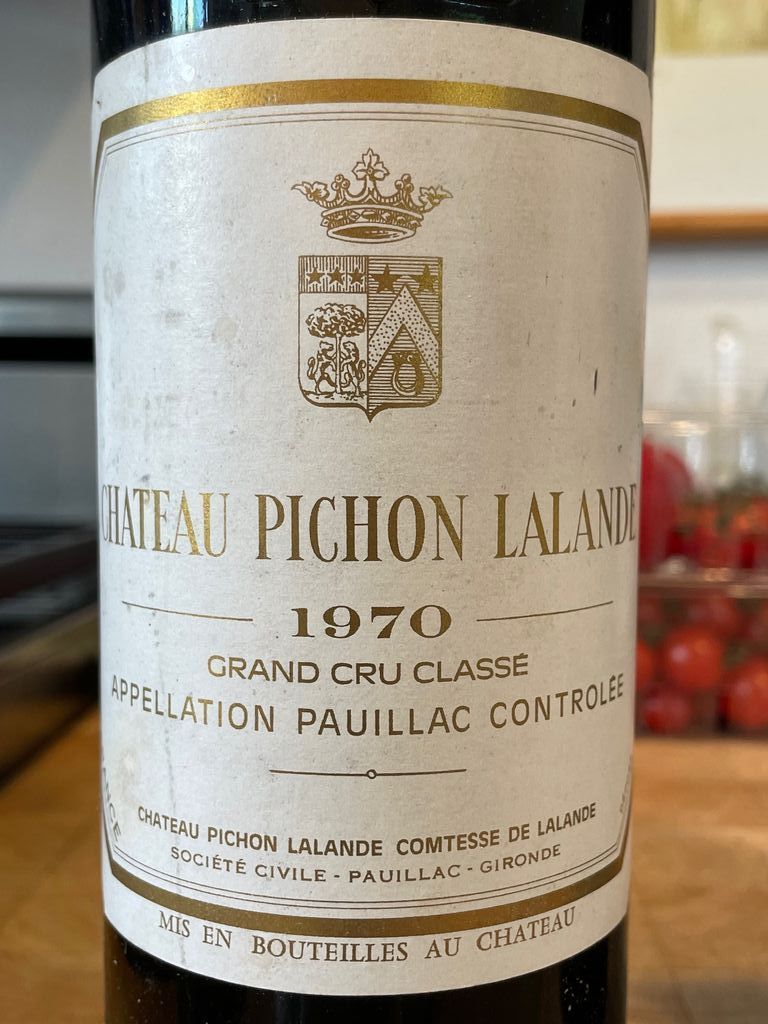 CHATEAU PICHON LALANDE
1970
GRAND CRU CLASSÉ
APPELLATION PAUILLAC CONTROLÉE
CHATEAU PICHON LALANDE COMTESSE DE LALANDE
SOCIÉTÉ CIVILE - PAUILLAC - GIRONDE
MIS EN BOUTEILLES AU CHATEAU